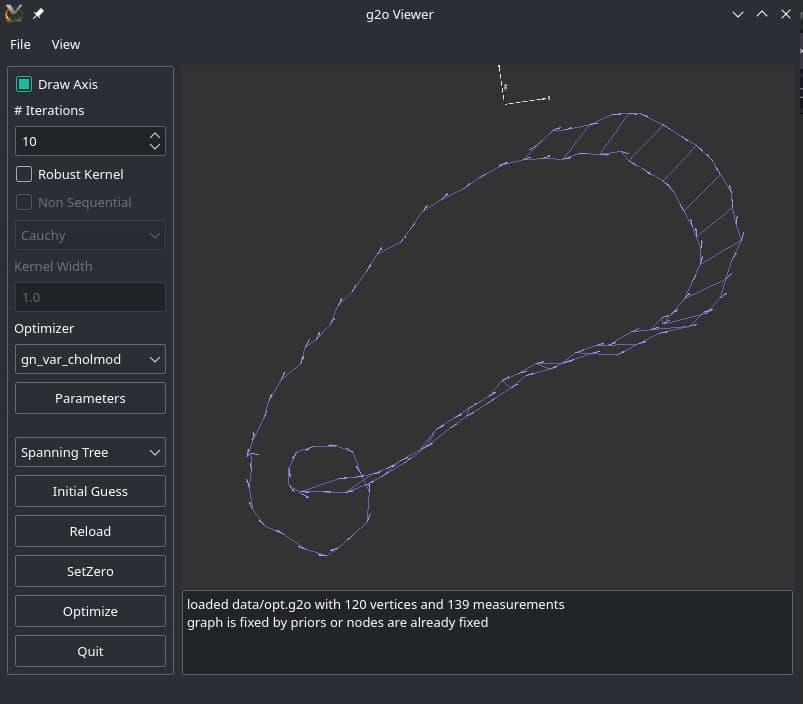 g2o Viewer
File View
Draw Axis
# Iterations
10
Robust Kernel
Non Sequential
Cauchy
Kernel Width
1.0
Optimizer
gn_var_cholmod
Parameters
Spanning Tree
Initial Guess
Reload
SetZero
Optimize
Quit
loaded data/opt.g2o with 120 vertices and 139 measurements
graph is fixed by priors or nodes are already fixed